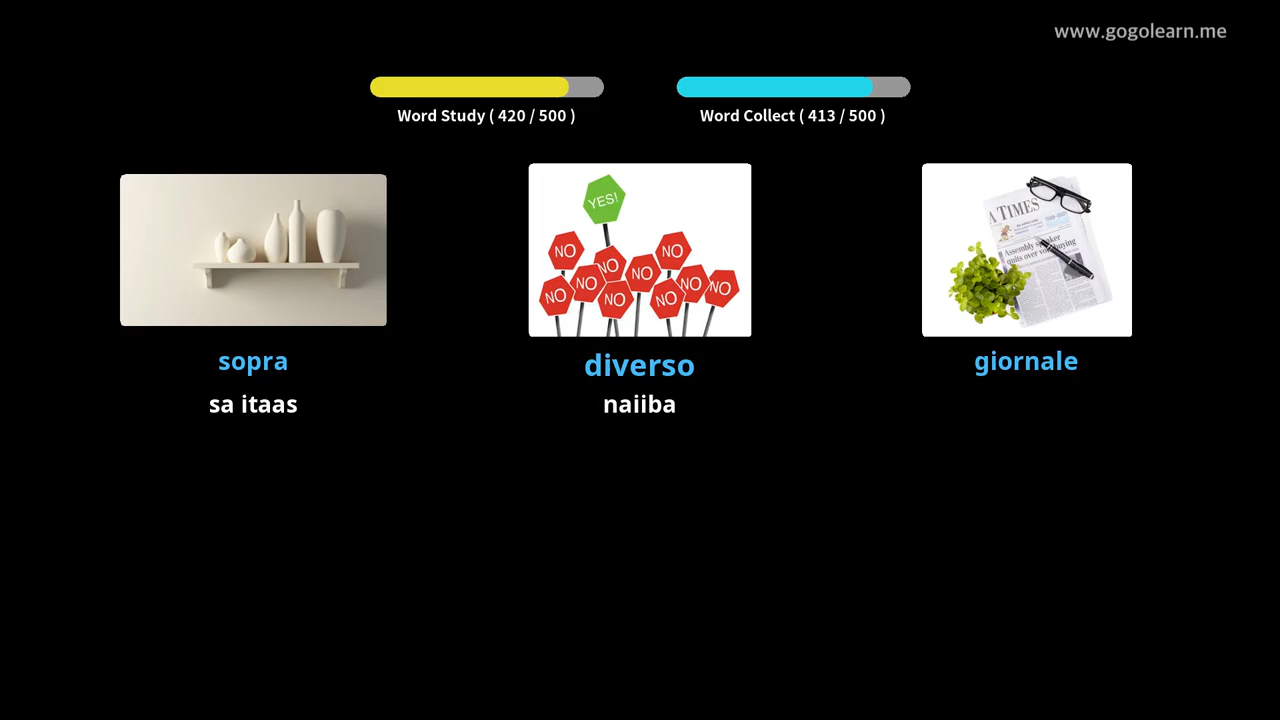 www.gogolearn.me
Word Study ( 420 / 500 )
Word Collect ( 413 / 500 )
YES!
NO
NO
NO
NO
NO
NO
NO
NO
NO
NO
A TIMES
sopra
diverso
giornale
sa itaas
naiiba